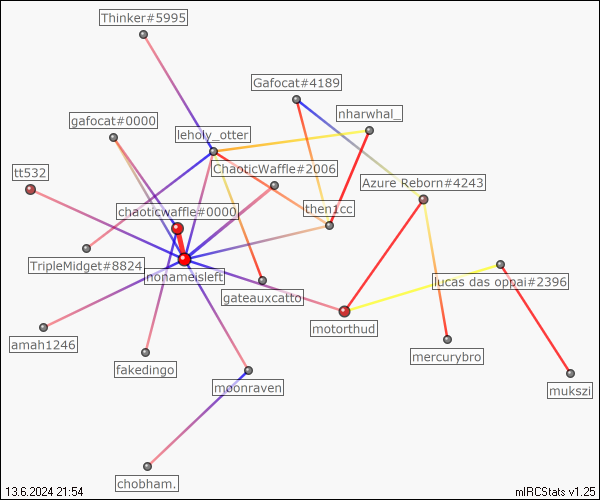 Thinker#5995
Gafocat#4189
nharwhal_
gafocat#0000
leholy_otter
ChaoticWaffle#2006
tt532
Azure Reborn#4243
chaoticwaffle#0000
then1cc
TripleMidget#8824
nonameisleft
lucas das oppai#2396
gateauxcatto
motorthud
amah1246
mercurybro
fakedingo
moonraven
mukszi
chobham.
13.6.2024 21:54
mIRCStats v1.25